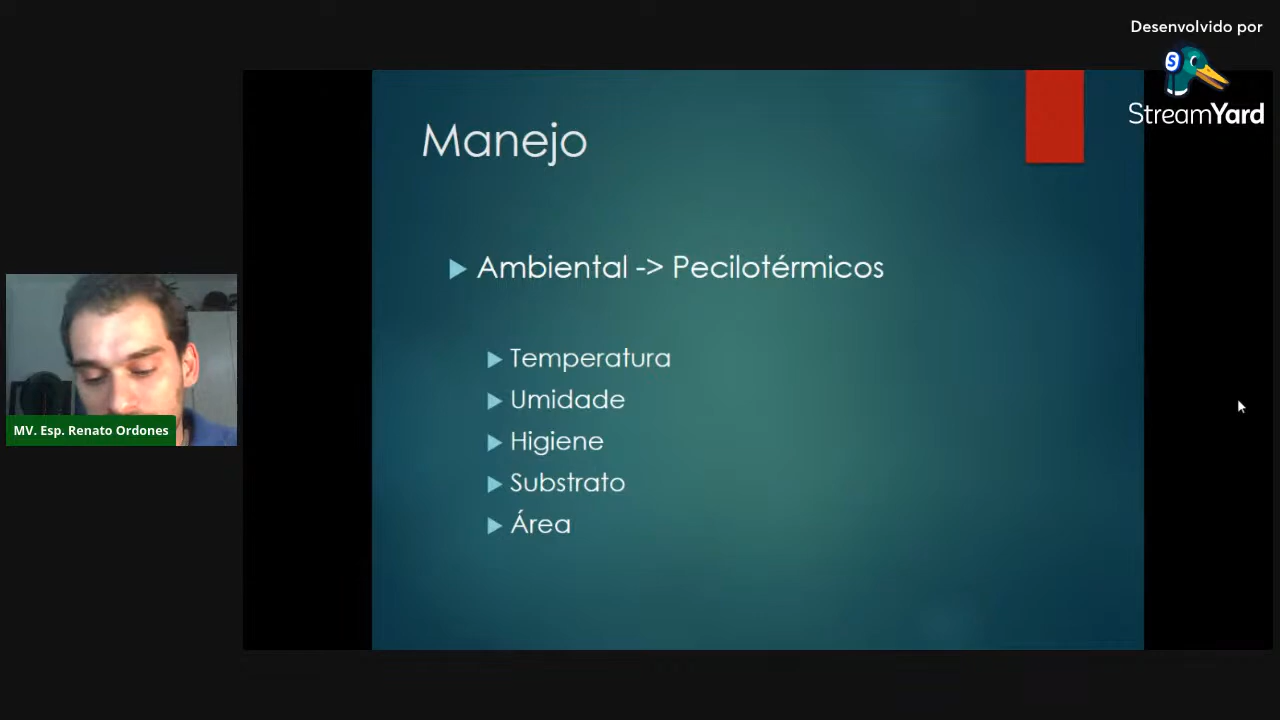 Desenvolvido por
StreamYard
Manejo
Ambiental -> Pecilotérmicos
Temperatura
Umidade
Higiene
Substrato
Área
MV. Esp. Renato Ordones